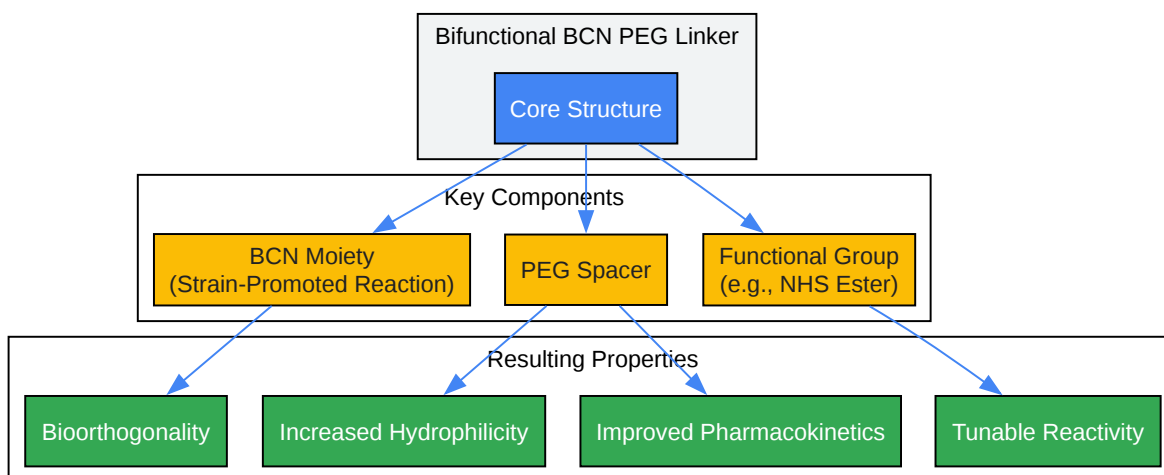 Bifunctional BCN PEG Linker
Core Structure
Key Components
BCN Moiety
(Strain-Promoted Reaction)
PEG Spacer
Functional Group
(e.g., NHS Ester)
Resulting Properties
Bioorthogonality
Increased Hydrophilicity
Improved Pharmacokinetics
Tunable Reactivity